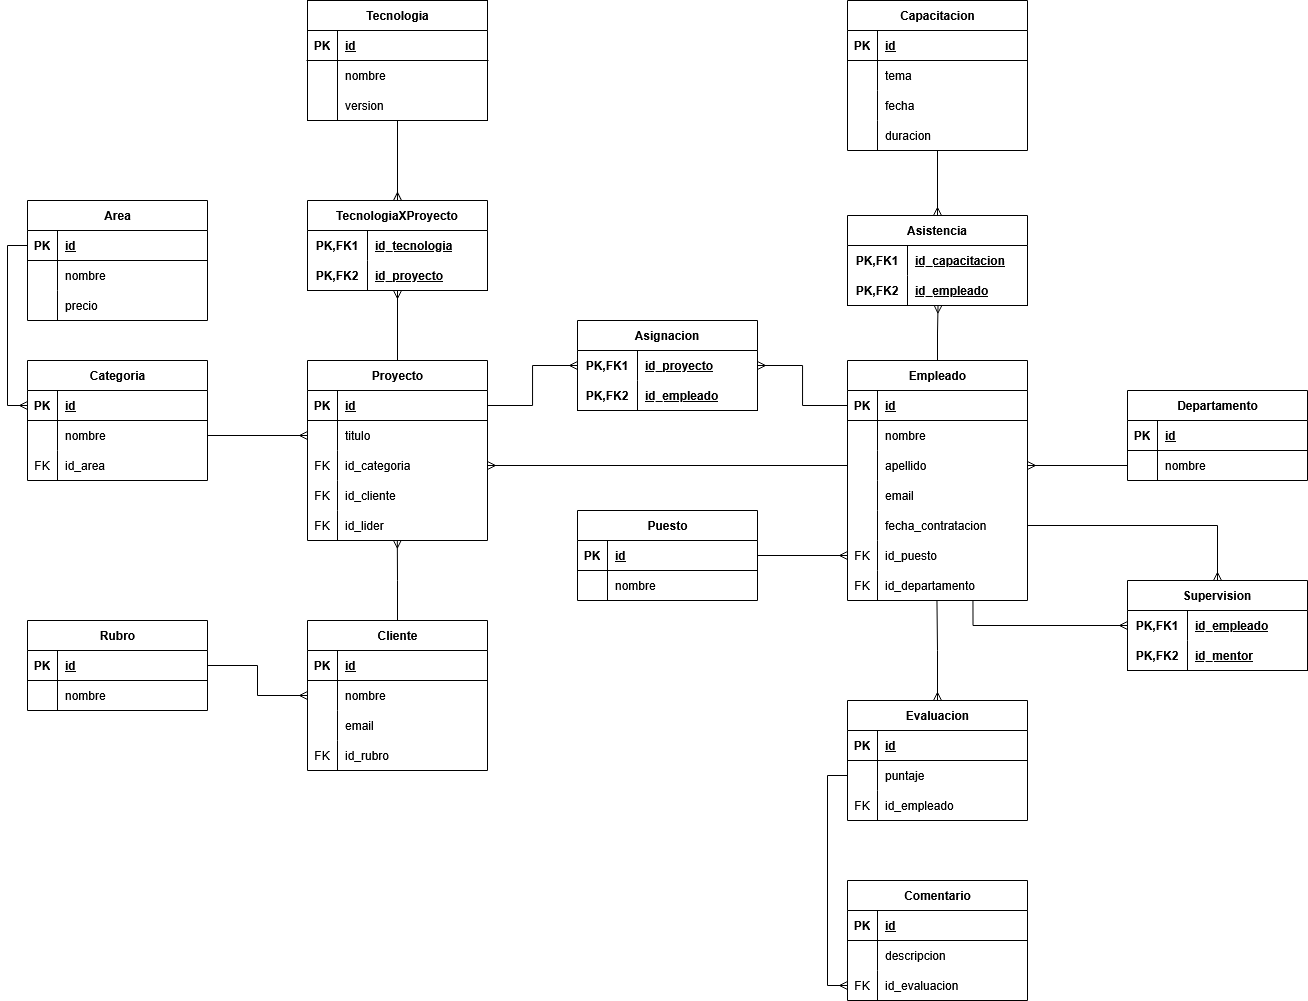 Tecnologia
PK id
nombre
version
Capacitacion
PK id
tema
fecha
duracion
Area
PK id
nombre
precio
TecnologiaXProyecto
PK,FK1 id_tecnologia
PK,FK2 id_proyecto
Asistencia
PK,FK1 id_capacitacion
PK,FK2 id_empleado
Asignacion
PK,FK1 id_proyecto
PK,FK2 id_empleado
Categoria
PK id
nombre
FK id_area
Proyecto
PK id
titulo
FK id_categoria
FK id_cliente
FK id_lider
Empleado
PK id
nombre
apellido
email
fecha_contratacion
FK id_puesto
FK id_departamento
Departamento
PK id
nombre
Puesto
PK id
nombre
Supervision
PK,FK1 id_empleado
PK,FK2 id_mentor
Rubro
PK id
nombre
Cliente
PK id
nombre
email
FK id_rubro
Evaluacion
PK id
puntaje
FK id_empleado
Comentario
PK id
descripcion
FK id_evaluacion